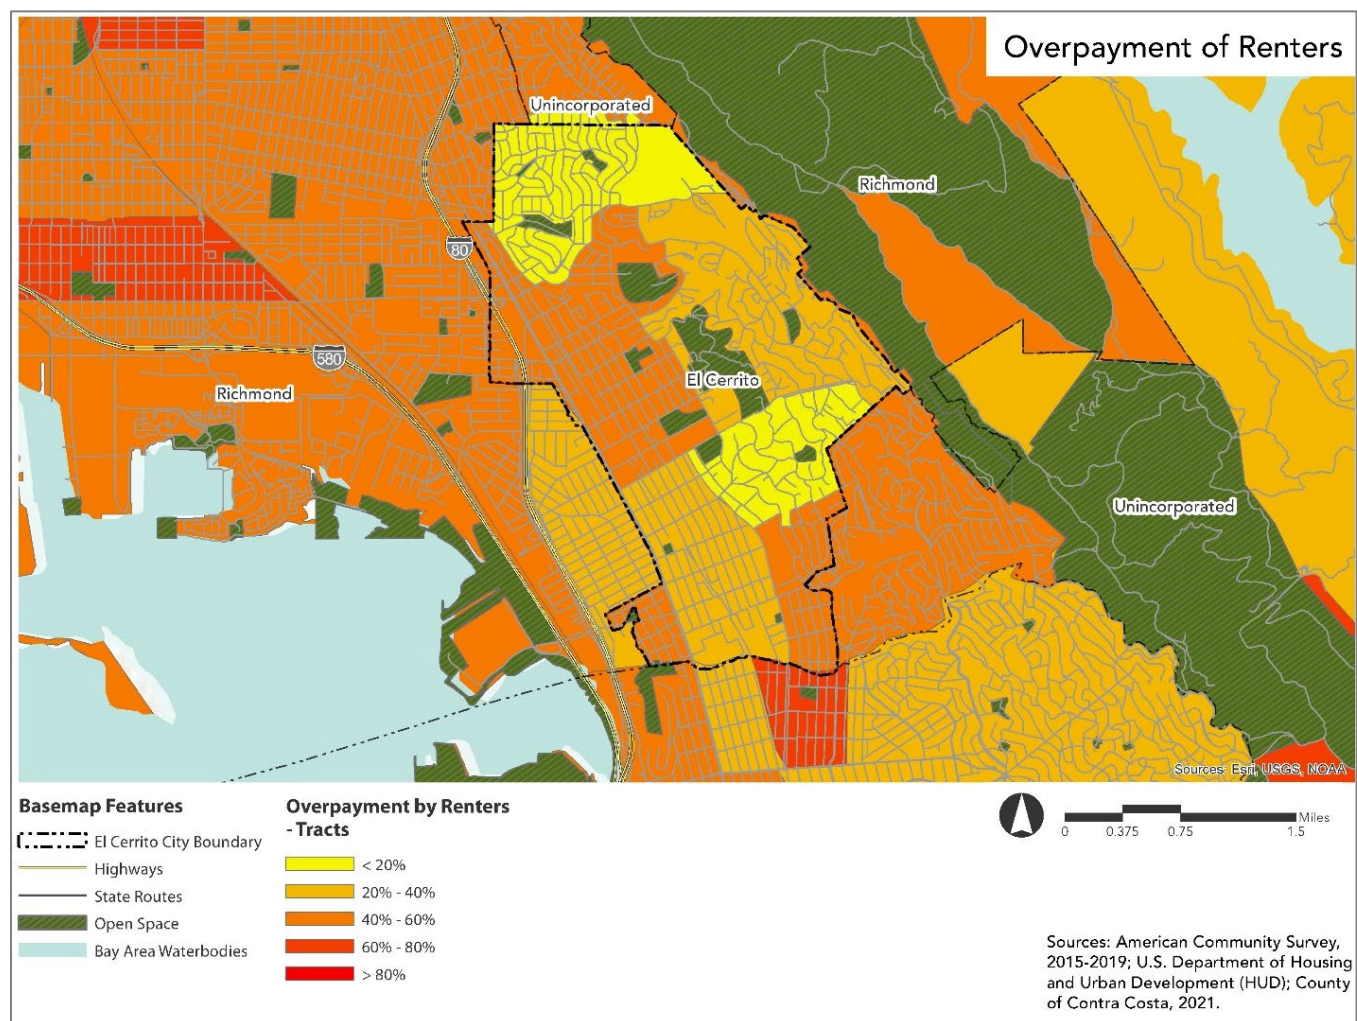 Overpayment of Renters
Unincorporated
Richmond
80
580
El Cerrito
Richmond
Unincorporated
Sources: Esri, USGS, NOAA
Basemap Features
El Cerrito City Boundary
Highways
State Routes
Open Space
Bay Area Waterbodies
Overpayment by Renters
- Tracts
< 20%
20% - 40%
40% - 60%
60% - 80%
> 80%
Miles
0 0.375 0.75 1.5
Sources: American Community Survey,
2015-2019; U.S. Department of Housing
and Urban Development (HUD); County
of Contra Costa, 2021.